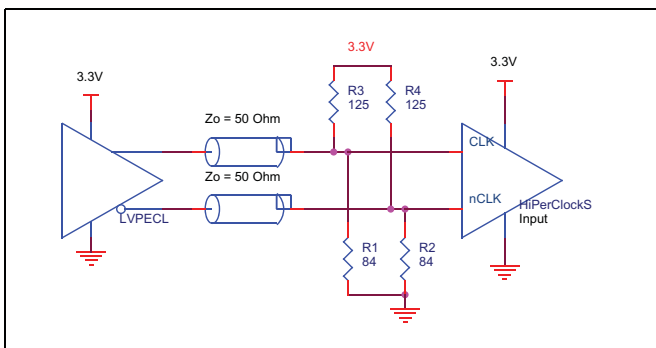 3.3V
3.3V
3.3V
R3
125
R4
125
Zo = 50 Ohm
CLK
Zo = 50 Ohm
LVPECL
nCLK
HiPerClockS
Input
R1
84
R2
84